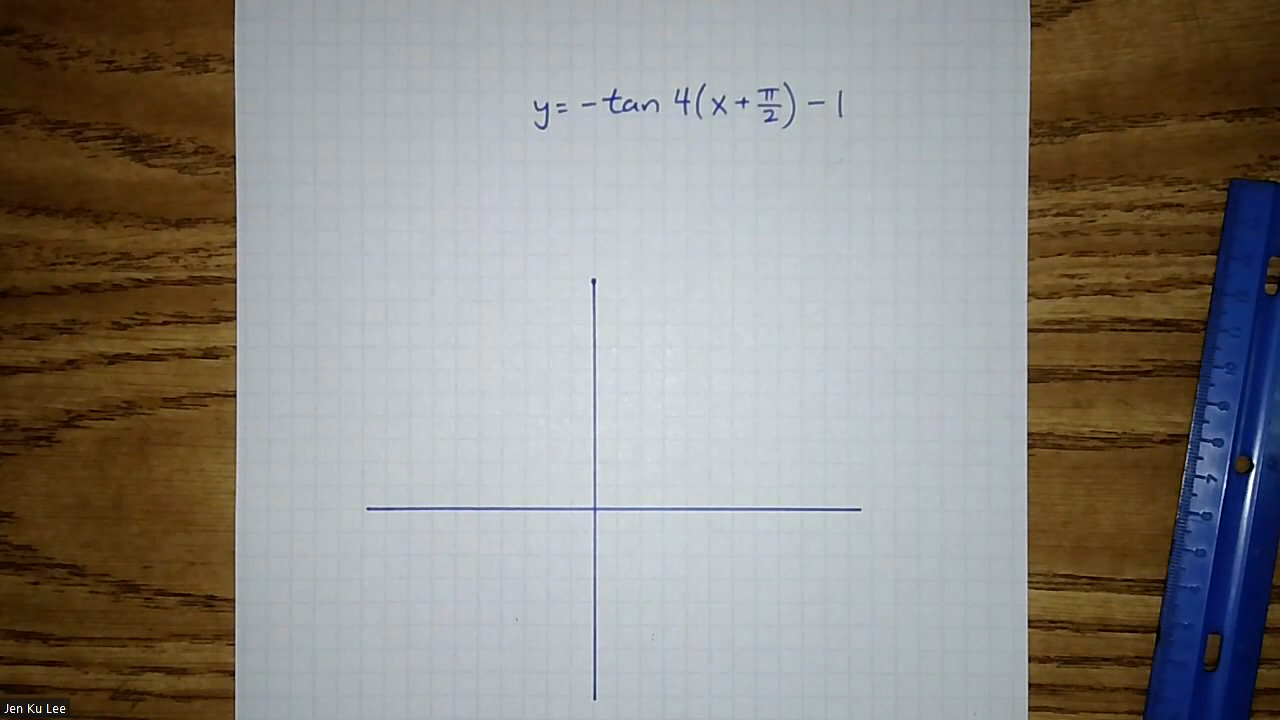 y = -tan 4(x + π/2) - 1
Jen Ku Lee